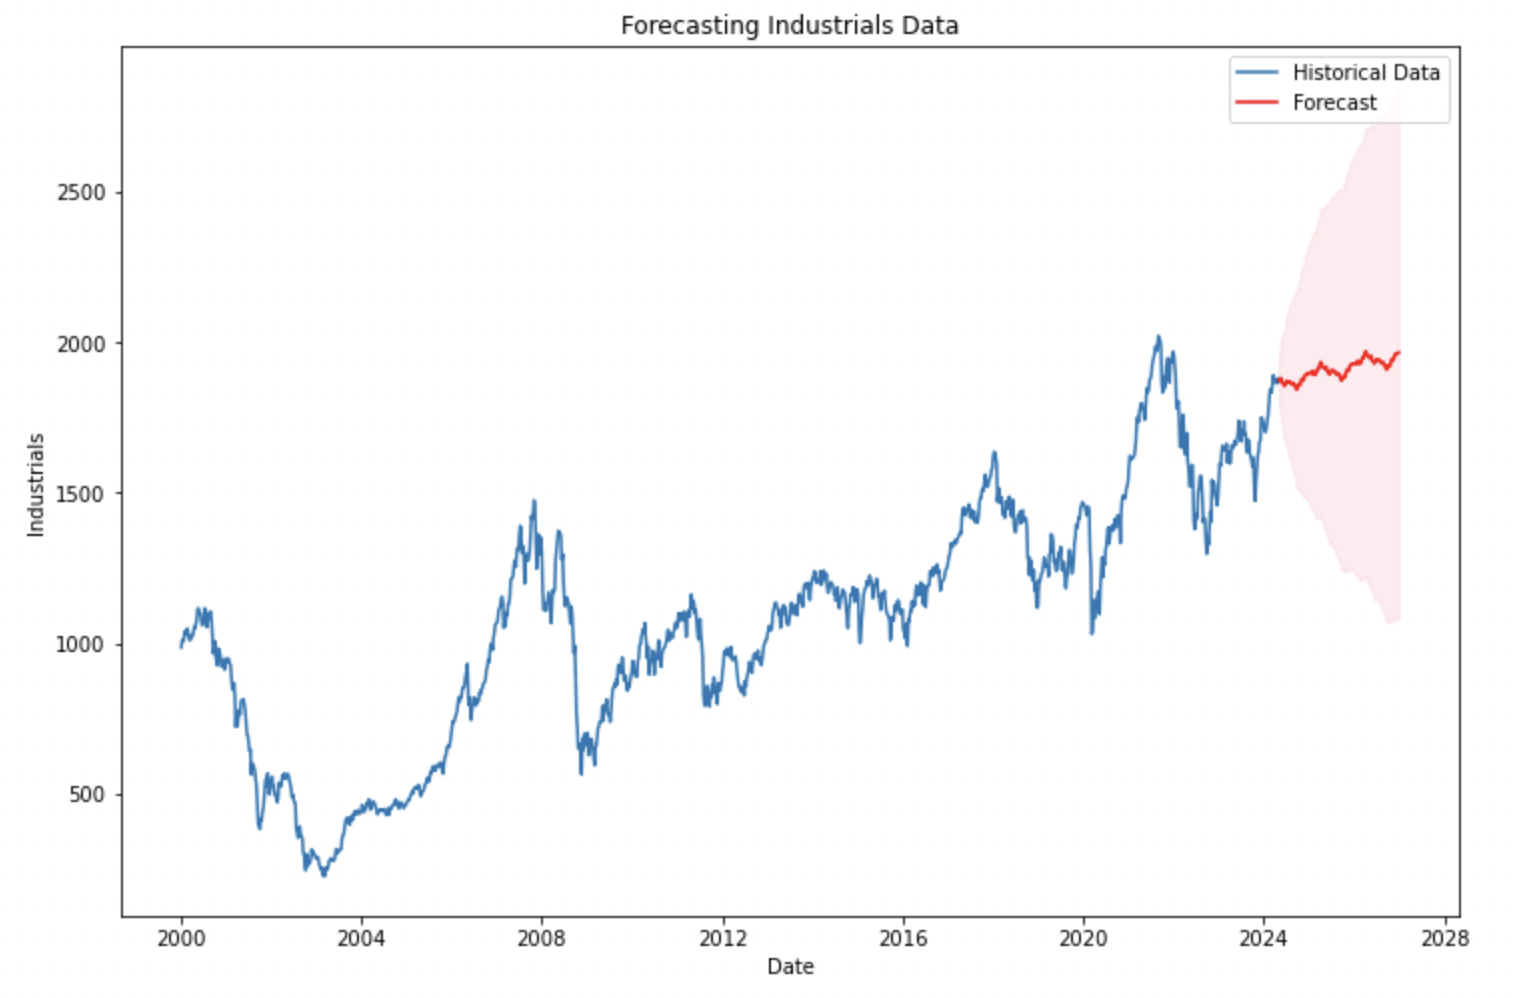 Forecasting Industrials Data
Historical Data
Forecast
2500
2000
1500
1000
500
Industrials
2000 2004 2008 2012 2016 2020 2024 2028
Date